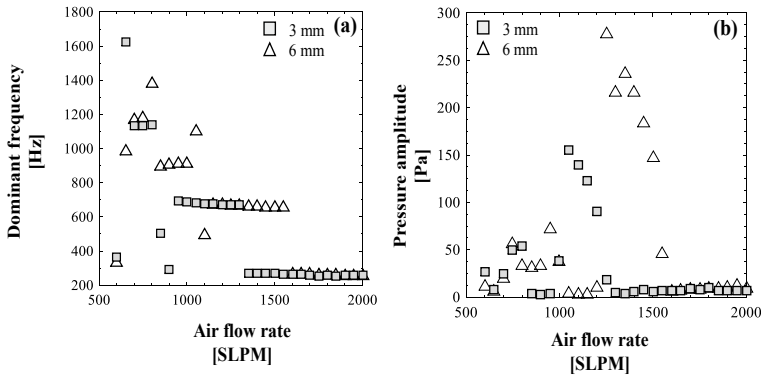 (a)
3 mm
6 mm
Dominant frequency
[Hz]
1800
1600
1400
1200
1000
800
600
400
200
500
1000
1500
2000
Air flow rate
[SLPM]
(b)
3 mm
6 mm
Pressure amplitude
[Pa]
300
250
200
150
100
50
0
500
1000
1500
2000
Air flow rate
[SLPM]